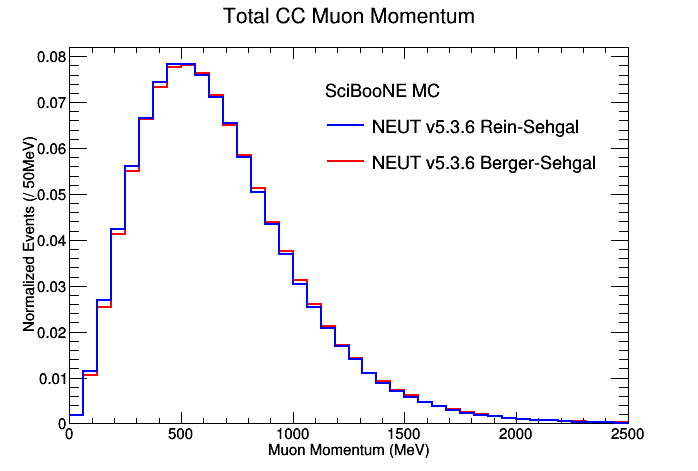 Total CC Muon Momentum
SciBooNE MC
NEUT v5.3.6 Rein-Sehgal
NEUT v5.3.6 Berger-Sehgal
Normalized Events (/ 50MeV)
0.08
0.07
0.06
0.05
0.04
0.03
0.02
0.01
0
0 500 1000 1500 2000 2500
Muon Momentum (MeV)